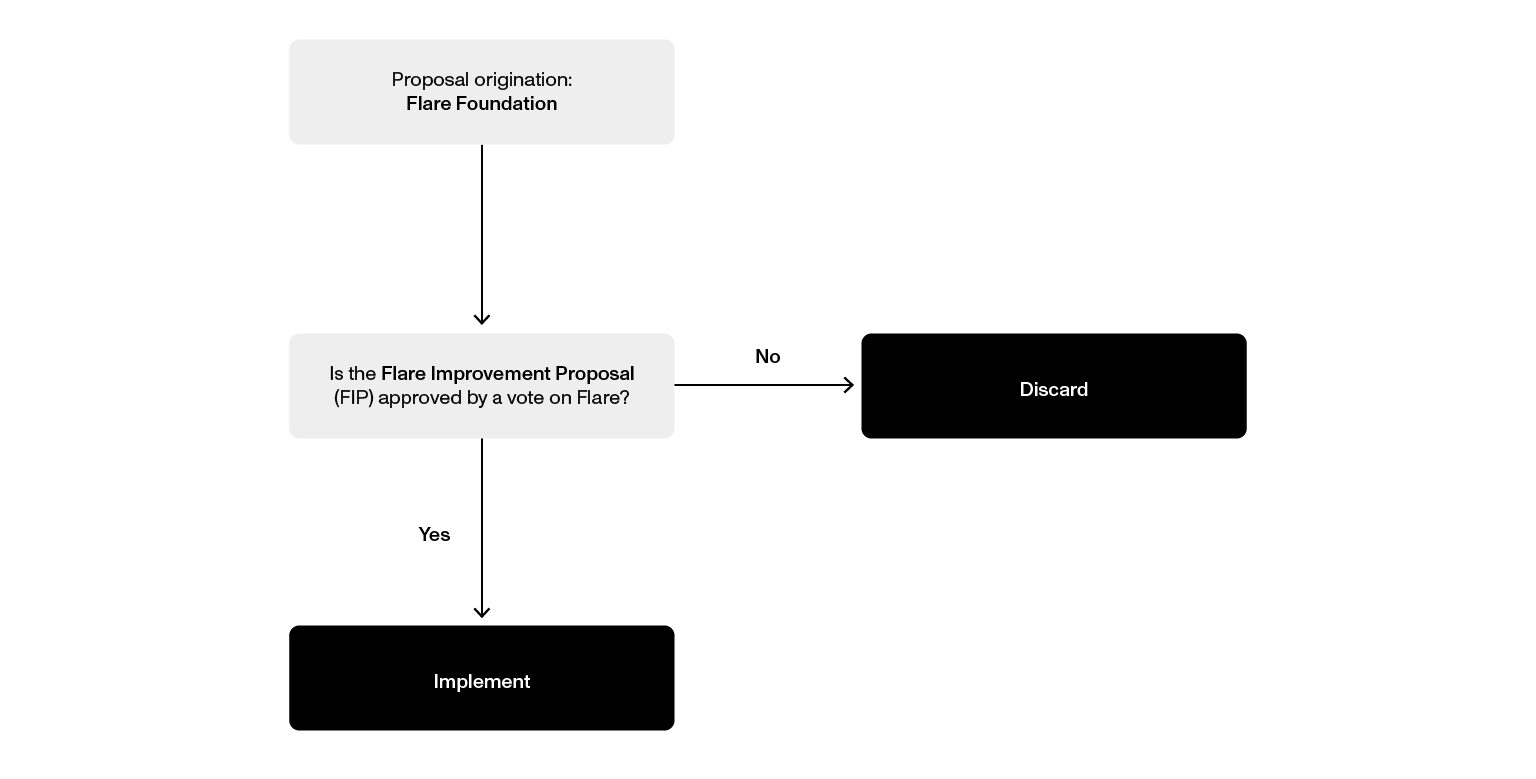 Proposal origination:
Flare Foundation
Is the Flare Improvement Proposal
(FIP) approved by a vote on Flare?
No
Discard
Yes
Implement